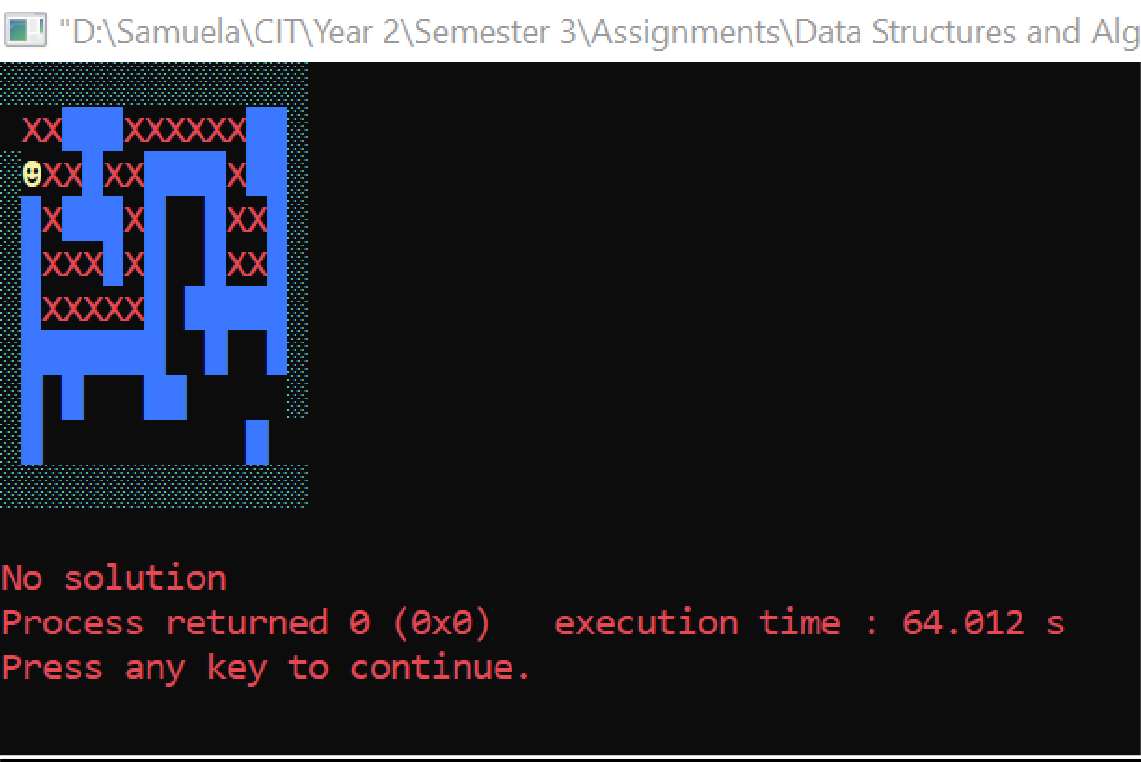 "D:\Samuela\CIT\Year 2\Semester 3\Assignments\Data Structures and Alg
XX XXXXXX
XX XX X
X X XX
XXX X XX
XXXXX
No solution
Process returned 0 (0x0) execution time : 64.012 s
Press any key to continue.